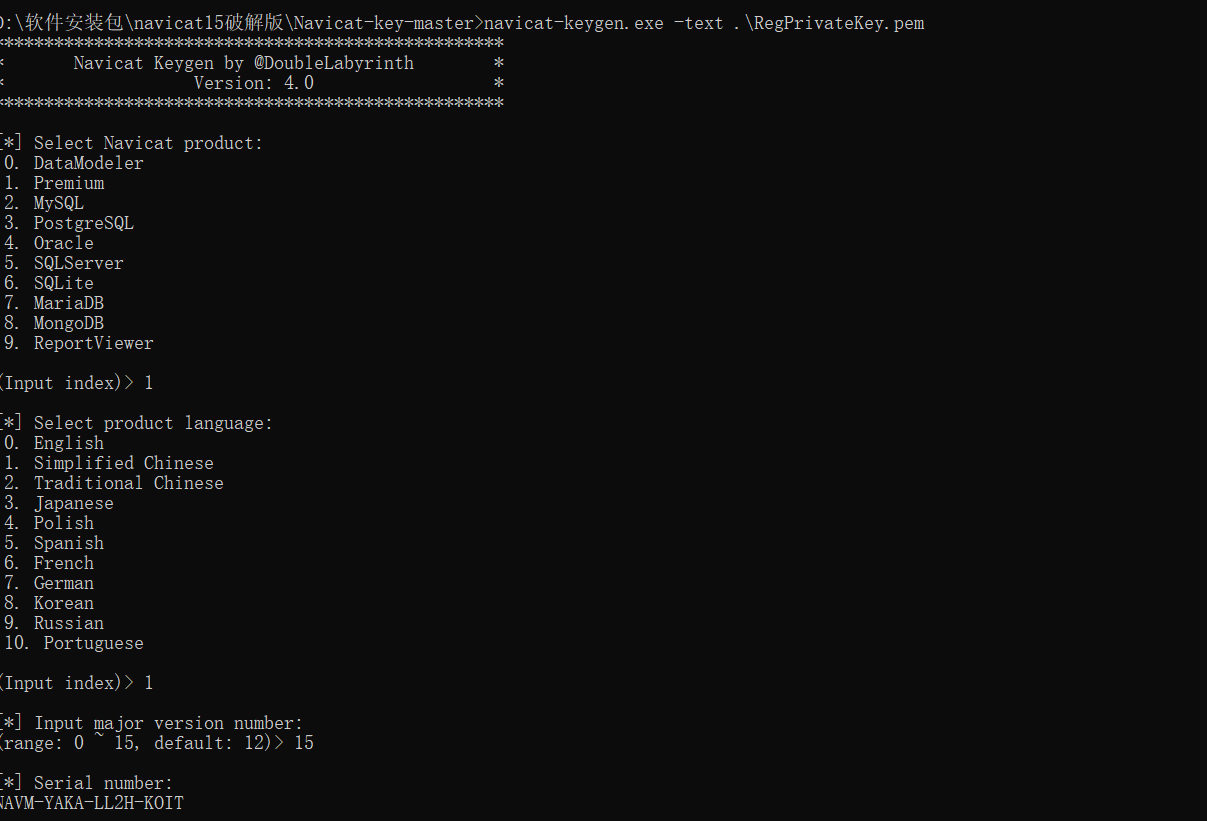 D:\软件安装包\navicat15破解版\Navicat-key-master>navicat-keygen.exe -text .\RegPrivateKey.pem
**************************************************
*       Navicat Keygen by @DoubleLabyrinth        *
*                   Version: 4.0                  *
**************************************************
[*] Select Navicat product:
0. DataModeler
1. Premium
2. MySQL
3. PostgreSQL
4. Oracle
5. SQLServer
6. SQLite
7. MariaDB
8. MongoDB
9. ReportViewer
(Input index)> 1
[*] Select product language:
0. English
1. Simplified Chinese
2. Traditional Chinese
3. Japanese
4. Polish
5. Spanish
6. French
7. German
8. Korean
9. Russian
10. Portuguese
(Input index)> 1
[*] Input major version number:
(range: 0 ~ 15, default: 12)> 15
[*] Serial number:
NAVM-YAKA-LL2H-KOIT